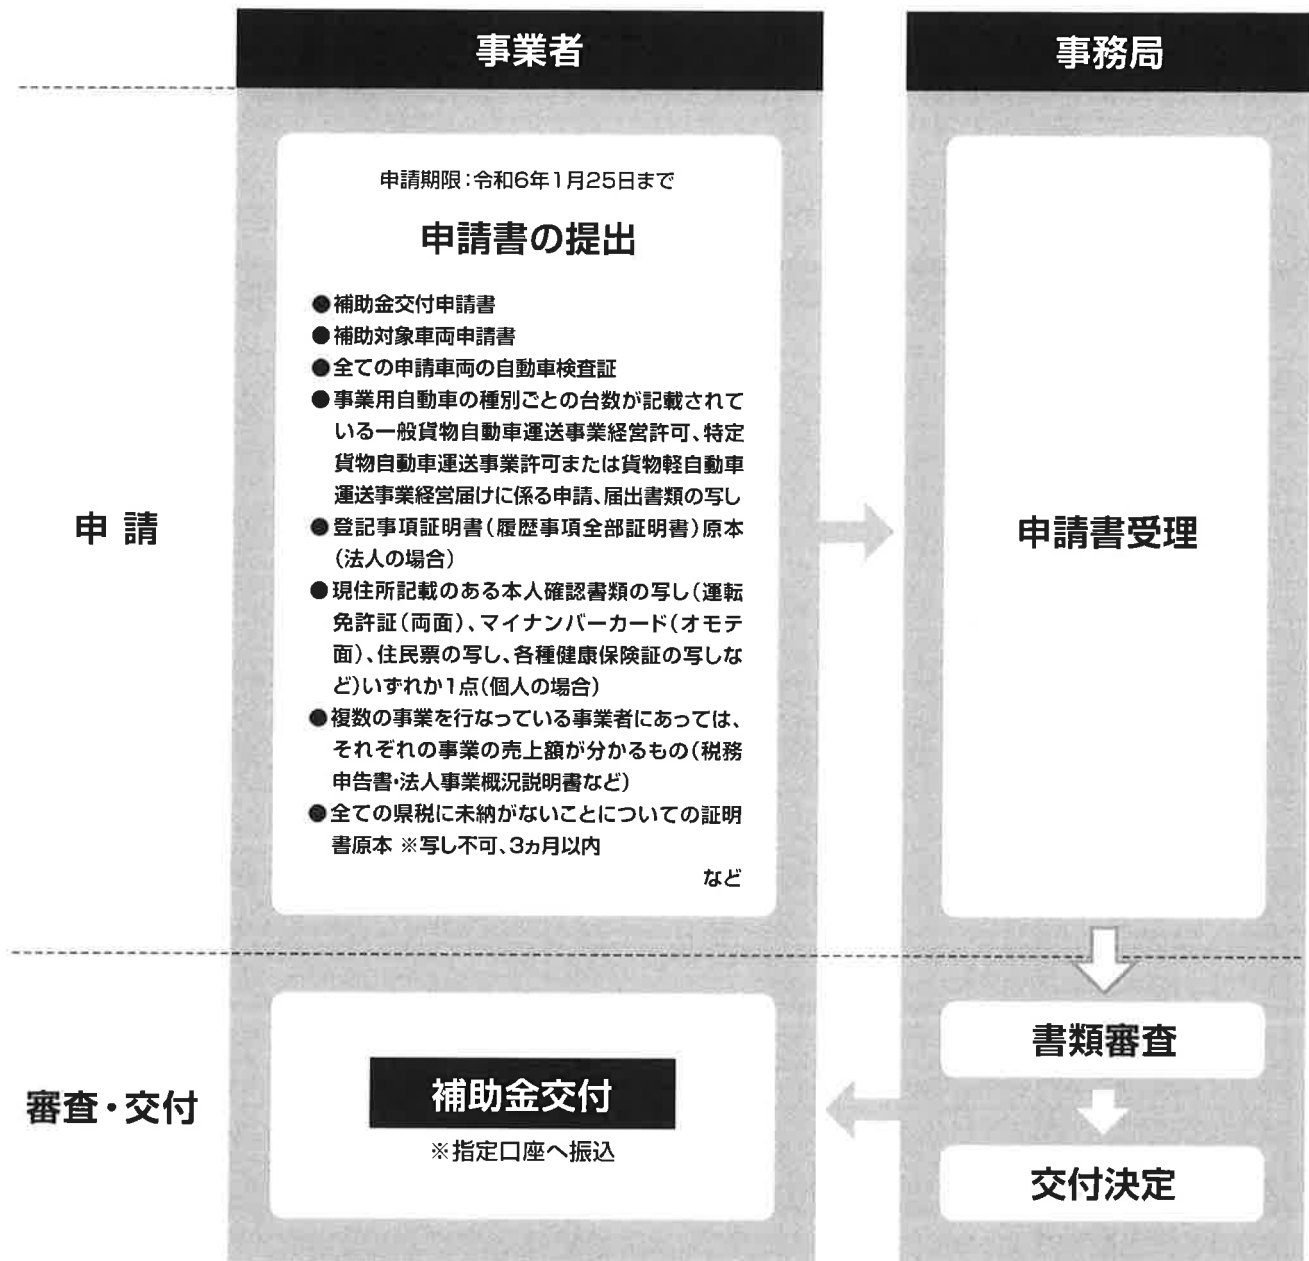 事業者
事務局
申請
申請期限：令和6年1月25日まで
申請書の提出
●補助金交付申請書
●補助対象車両申請書
●全ての申請車両の自動車検査証
●事業用自動車の種別ごとの台数が記載されて
いる一般貨物自動車運送事業経営許可、特定
貨物自動車運送事業許可または貨物軽自動車
運送事業経営届けに係る申請、届出書類の写し
●登記事項証明書（履歴事項全部証明書）原本
（法人の場合）
●現住所記載のある本人確認書類の写し（運転
免許証（両面）、マイナンバーカード（オモテ
面）、住民票の写し、各種健康保険証の写しな
ど）いずれか1点（個人の場合）
●複数の事業を行なっている事業者にあっては、
それぞれの事業の売上額が分かるもの（税務
申告書・法人事業概況説明書など）
●全ての県税に未納がないことについての証明
書原本 ※写し不可、3ヵ月以内
など
申請書受理
審査・交付
補助金交付
※指定口座へ振込
書類審査
交付決定